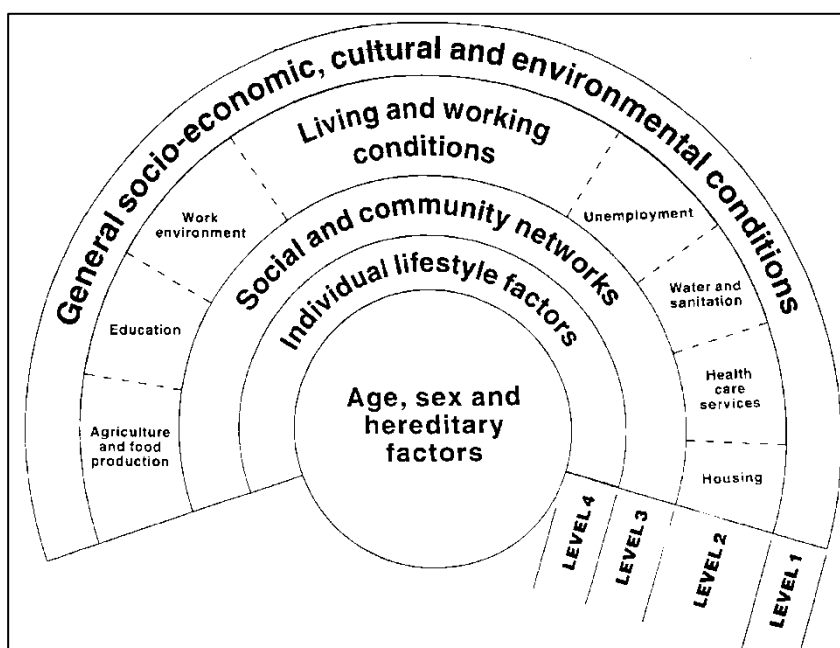 General socio-economic, cultural and environmental conditions
Living and working
conditions
Work
environment
Unemployment
Social and community networks
Water and
sanitation
Individual lifestyle factors
Education
Health
care
services
Age, sex and
hereditary
factors
Agriculture
and food
production
Housing
LEVEL 4
LEVEL 3
LEVEL 2
LEVEL 1